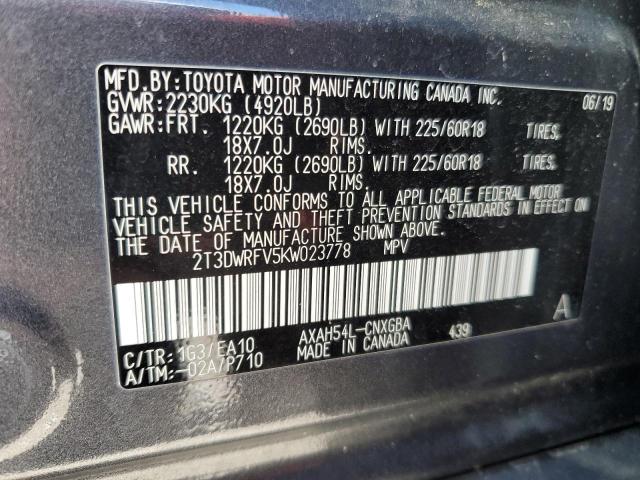 MFD.BY:TOYOTA MOTOR MANUFACTURING CANADA INC. 06/19
GVWR:2230KG (4920LB)
GAWR:FRT. 1220KG (2690LB) WITH 225/60R18 TIRES.
18X7.0J RIMS.
RR. 1220KG (2690LB) WITH 225/60R18 TIRES.
18X7.0J RIMS.
THIS VEHICLE CONFORMS TO ALL APPLICABLE FEDERAL MOTOR
VEHICLE SAFETY AND THEFT PREVENTION STANDARDS IN EFFECT ON
THE DATE OF MANUFACTURE SHOWN ABOVE.
2T3DWRFV5KW023778 MPV
A
C/TR:1G3/EA10 AXAH54L-CNXGBA 439
A/TM:-02A/P710 MADE IN CANADA